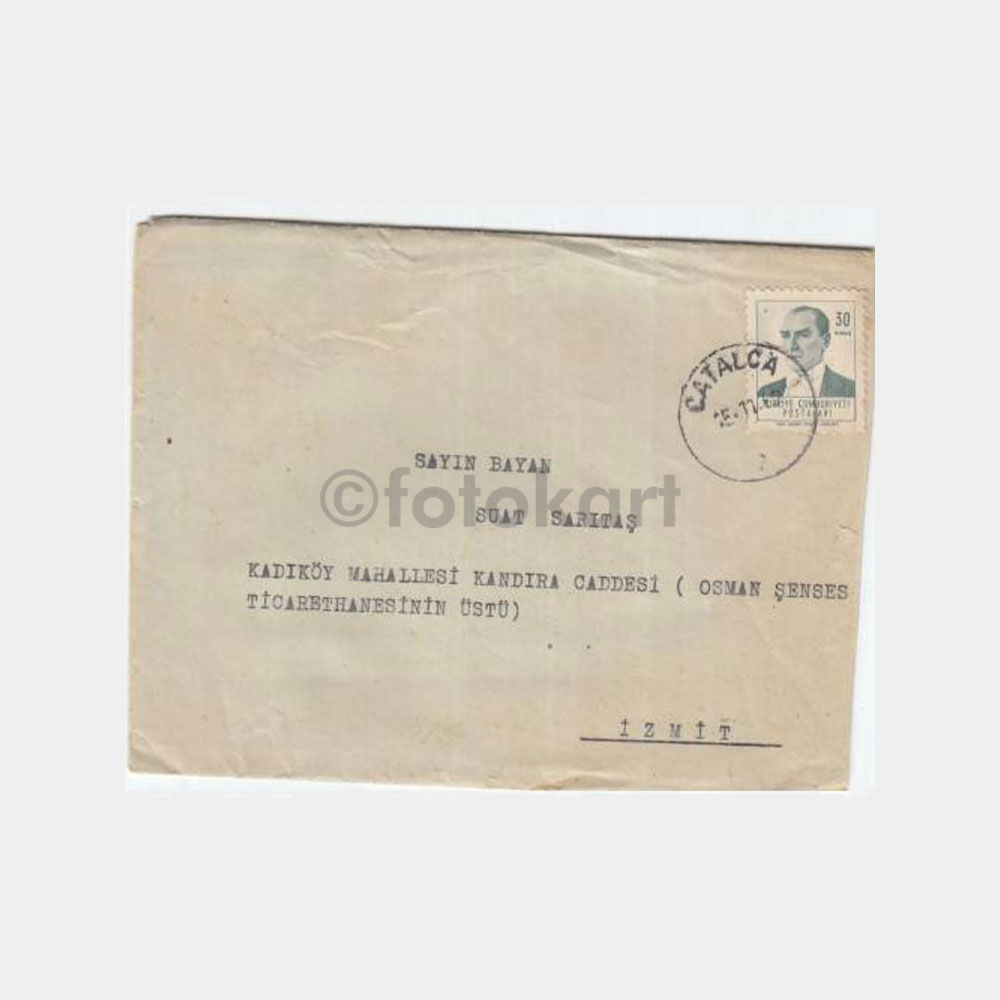 30
ÇATALCA
TÜRKİYE CUMHURİYETİ
POSTALARI
SAYIN BAYAN
©fotokart
SUAT SARITAŞ
KADIKÖY MAHALLESİ KANDIRA CADDESİ ( OSMAN ŞENSES
TİCARETHANESİNİN ÜSTÜ)
İZMİT